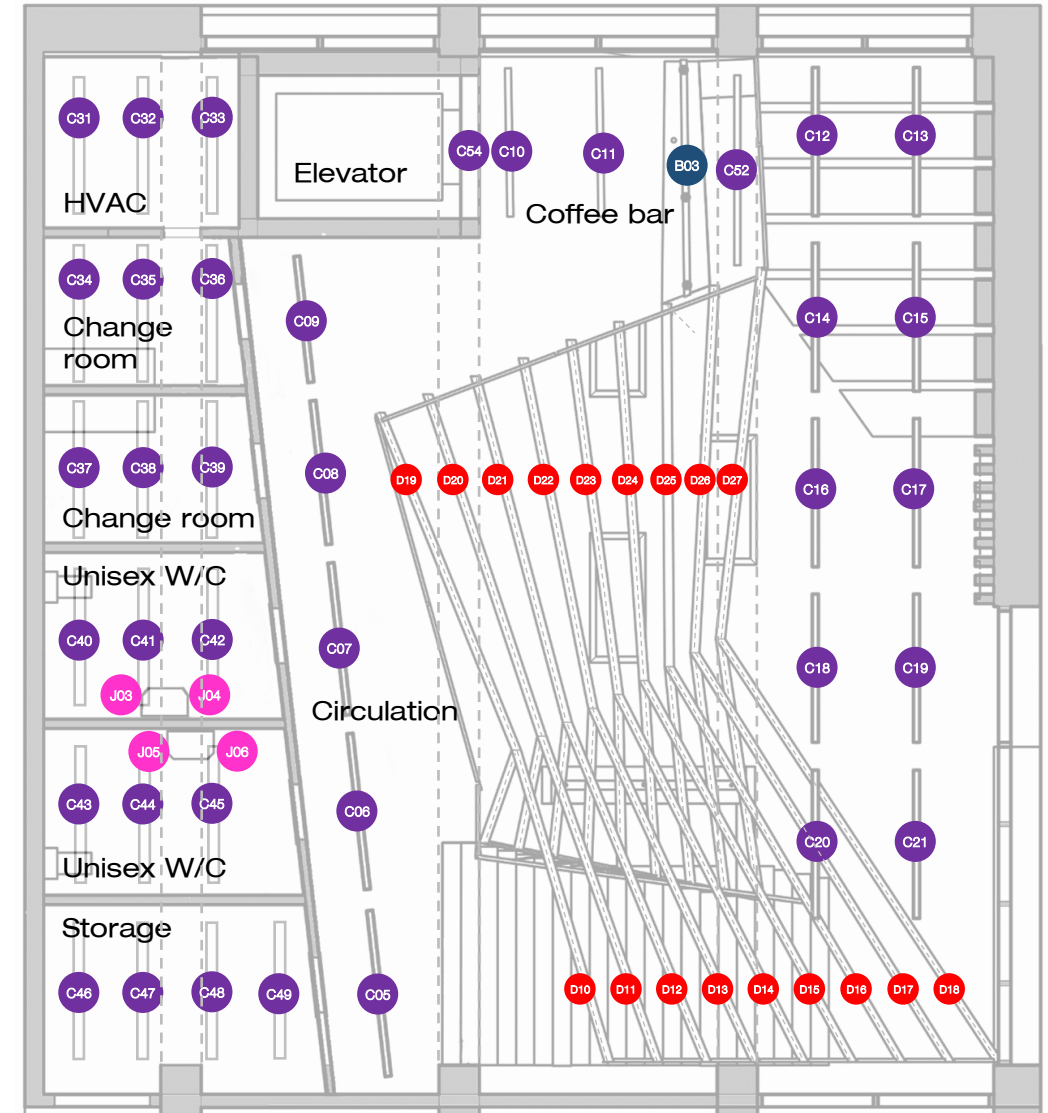 C31 C32 C33
C54 C10 C11 B03 C52 C12 C13
Elevator
HVAC
Coffee bar
C34 C35 C36
C09 C14 C15
Change
room
C37 C38 C39
C08 D19 D20 D21 D22 D23 D24 D25 D26 D27 C16 C17
Change room
Unisex W/C
C40 C41 C42
C07 C18 C19
J03 J04
Circulation
J05 J06
C43 C44 C45
C06 C20 C21
Unisex W/C
Storage
C46 C47 C48 C49 C05 D10 D11 D12 D13 D14 D15 D16 D17 D18